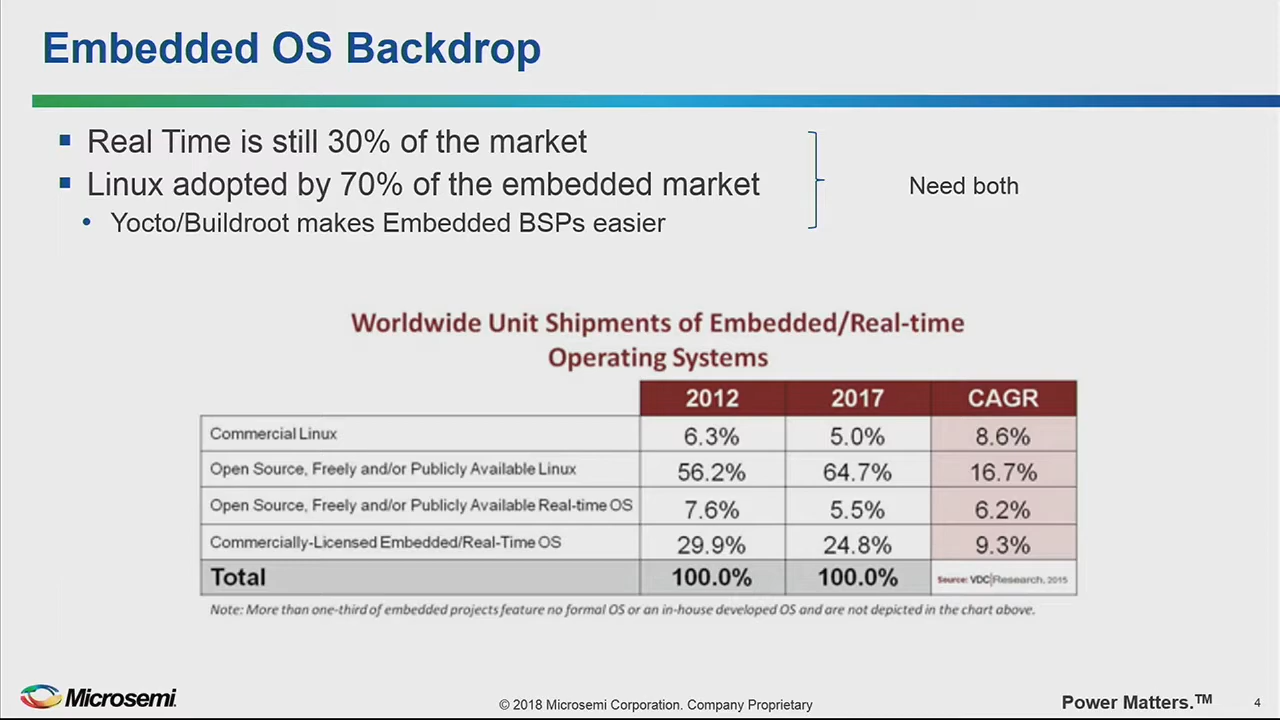 Embedded OS Backdrop
▪ Real Time is still 30% of the market
▪ Linux adopted by 70% of the embedded market
• Yocto/Buildroot makes Embedded BSPs easier
Need both
Worldwide Unit Shipments of Embedded/Real-time
Operating Systems
2012 2017 CAGR
Commercial Linux 6.3% 5.0% 8.6%
Open Source, Freely and/or Publicly Available Linux 56.2% 64.7% 16.7%
Open Source, Freely and/or Publicly Available Real-time OS 7.6% 5.5% 6.2%
Commercially-Licensed Embedded/Real-Time OS 29.9% 24.8% 9.3%
Total 100.0% 100.0% Source: VDC|Research, 2015
Note: More than one-third of embedded projects feature no formal OS or an in-house developed OS and are not depicted in the chart above.
Microsemi.
© 2018 Microsemi Corporation. Company Proprietary
Power Matters.™ 4